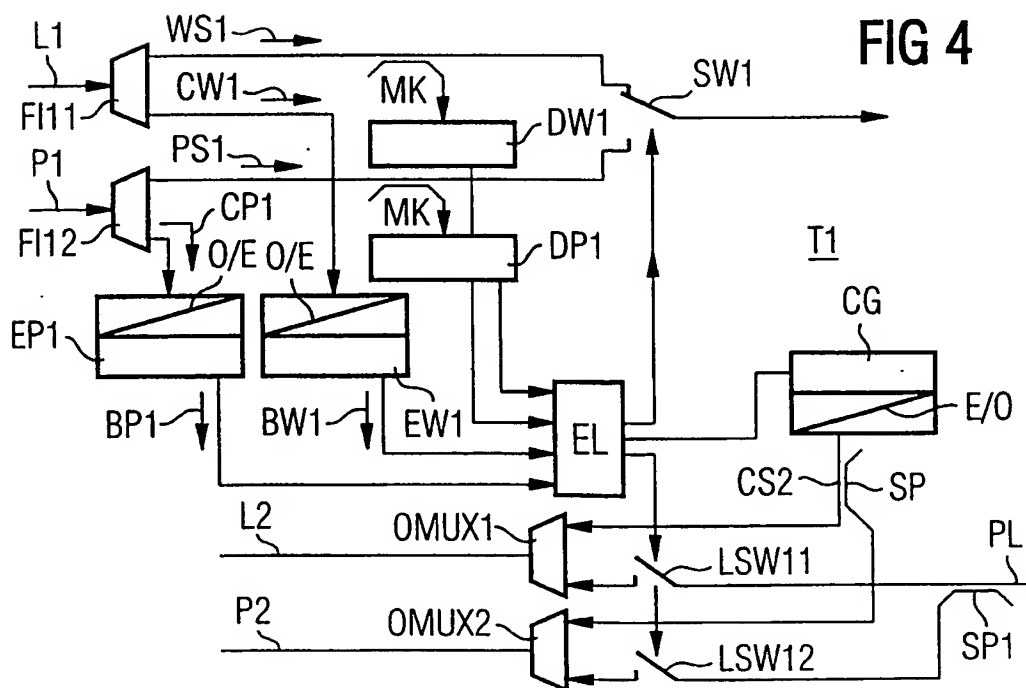 FIG 4
WS1
L1
SW1
CW1
MK
FI11
DW1
PS1
P1
CP1
MK
FI12
O/E O/E
DP1
T1
CG
EP1
BP1
BW1
EW1
EL
E/O
CS2
SP
L2
OMUX1
LSW11
PL
P2
OMUX2
SP1
LSW12